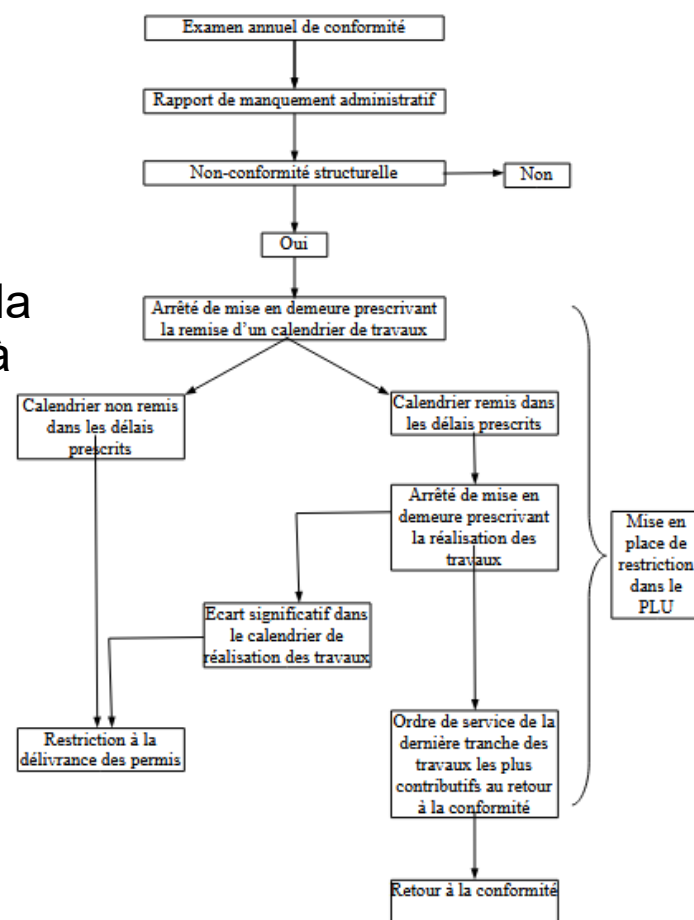 Examen annuel de conformité
Rapport de manquement administratif
Non-conformité structurelle
Non
Oui
la
à
Arrêté de mise en demeure prescrivant
la remise d'un calendrier de travaux
Calendrier non remis
dans les délais
prescrits
Calendrier remis dans
les délais prescrits
Arrêté de mise en
demeure prescrivant
la réalisation des
travaux
Mise en
place de
restriction
dans le
PLU
Ecart significatif dans
le calendrier de
réalisation des travaux
Restriction à la
délivrance des permis
Ordre de service de la
dernière tranche des
travaux les plus
contributifs au retour
à la conformité
Retour à la conformité